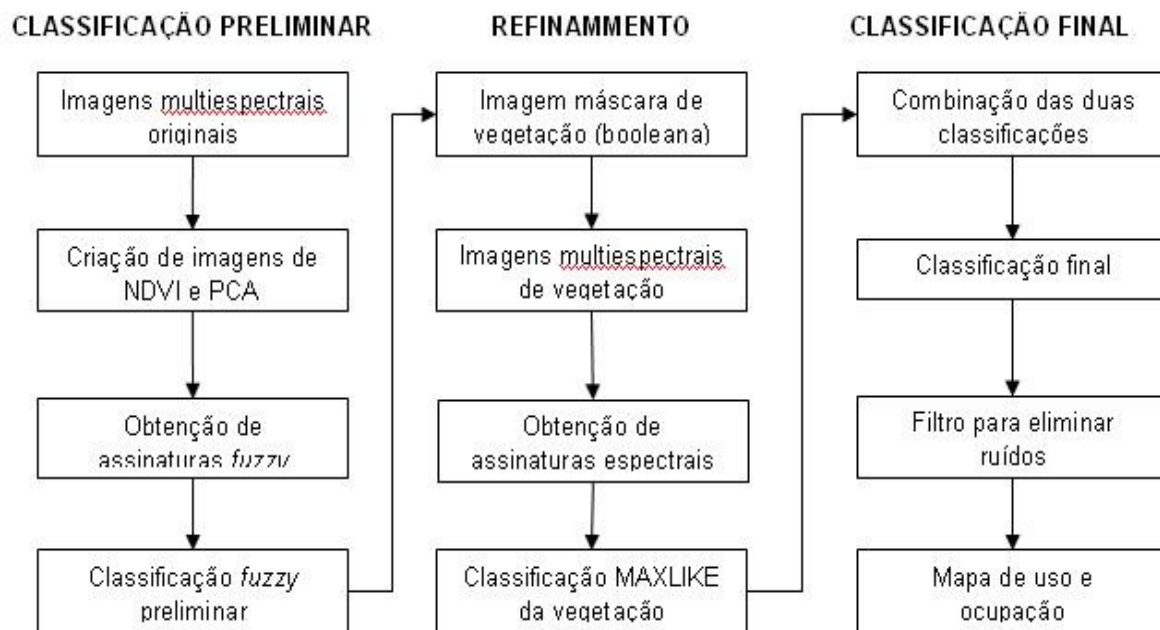 CLASSIFICAÇÃO PRELIMINAR
Imagens multiespectrais
originais
Criação de imagens de
NDVI e PCA
Obtenção de
assinaturas fuzzy
Classificação fuzzy
preliminar
REFINAMMENTO
Imagem máscara de
vegetação (booleana)
Imagens multiespectrais
de vegetação
Obtenção de
assinaturas espectrais
Classificação MAXLIKE
da vegetação
CLASSIFICAÇÃO FINAL
Combinação das duas
classificações
Classificação final
Filtro para eliminar
ruídos
Mapa de uso e
ocupação